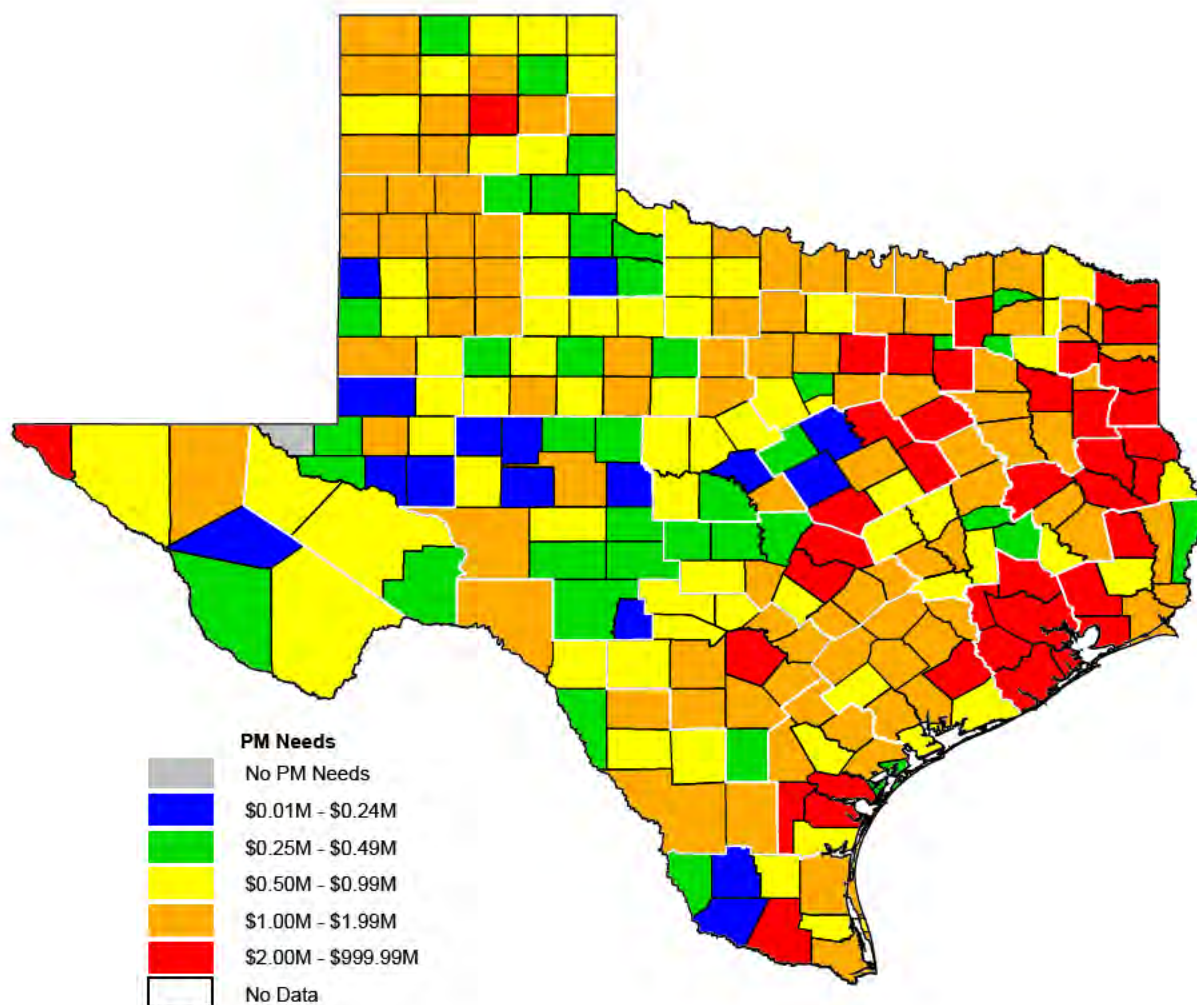 PM Needs
No PM Needs
$0.01M - $0.24M
$0.25M - $0.49M
$0.50M - $0.99M
$1.00M - $1.99M
$2.00M - $999.99M
No Data